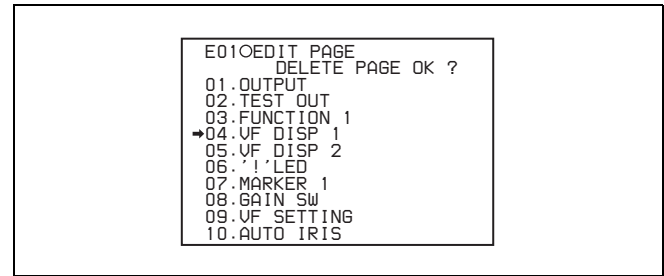 E01○EDIT PAGE
DELETE PAGE OK ?
01.OUTPUT
02.TEST OUT
03.FUNCTION 1
➡04.VF DISP 1
05.VF DISP 2
06.'!'LED
07.MARKER 1
08.GAIN SW
09.VF SETTING
10.AUTO IRIS